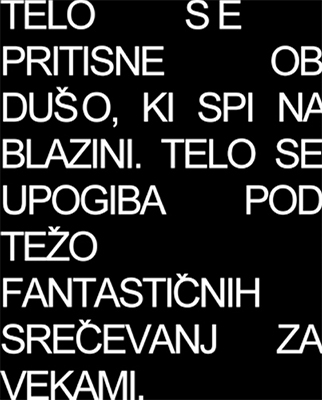 TELO SE
PRITISNE OB
DUŠO, KI SPI NA
BLAZINI. TELO SE
UPOGIBA POD
TEŽO
FANTASTIČNIH
SREČEVANJ ZA
VEKAMI.